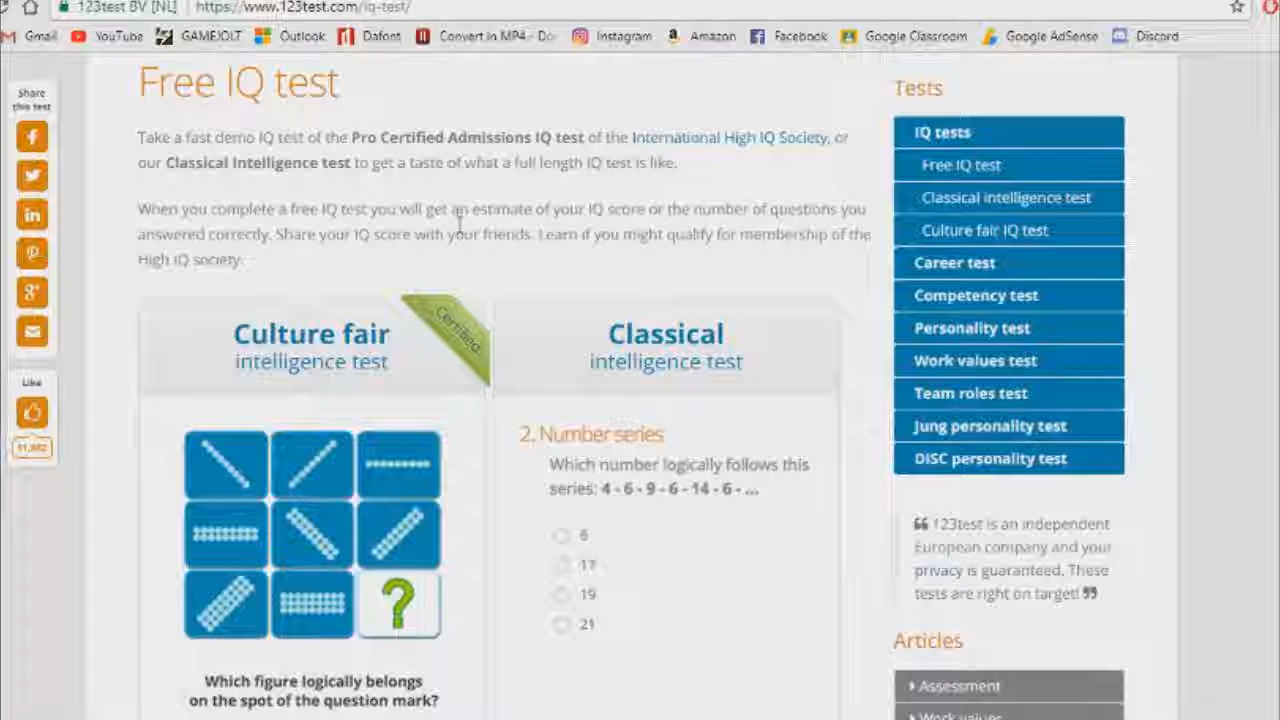 123test BV [NL] https://www.123test.com/iq-test/
Gmail YouTube GAMEJOLT Outlook Dafont Convert in MP4 - Do Instagram Amazon Facebook Google Classroom Google AdSense Discord
Share
this test
Like
Free IQ test
Take a fast demo IQ test of the Pro Certified Admissions IQ test of the International High IQ Society, or
our Classical Intelligence test to get a taste of what a full length IQ test is like.
When you complete a free IQ test you will get an estimate of your IQ score or the number of questions you
answered correctly. Share your IQ score with your friends. Learn if you might qualify for membership of the
High IQ society.
Culture fair
intelligence test
Certified
Which figure logically belongs
on the spot of the question mark?
Classical
intelligence test
2. Number series
Which number logically follows this
series: 4 - 6 - 9 - 6 - 14 - 6 - ...
6
17
19
21
Tests
IQ tests
Free IQ test
Classical intelligence test
Culture fair IQ test
Career test
Competency test
Personality test
Work values test
Team roles test
Jung personality test
DISC personality test
❝ 123test is an independent
European company and your
privacy is guaranteed. These
tests are right on target! ❞
Articles
Assessment
Work values